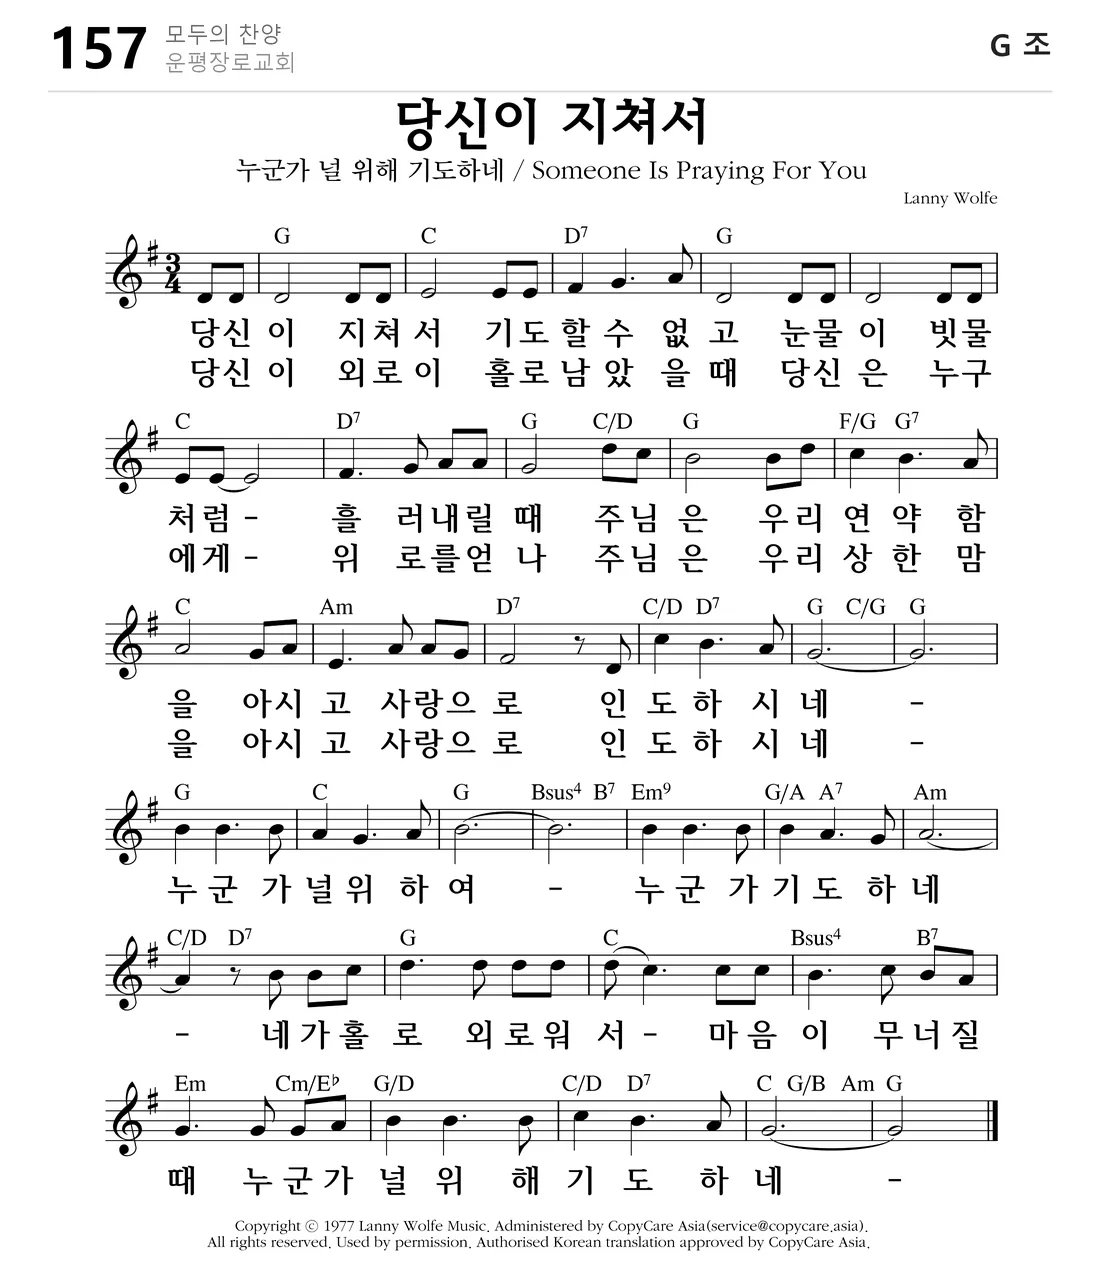 157
모두의 찬양
운평장로교회
G 조
당신이 지쳐서
누군가 널 위해 기도하네 / Someone Is Praying For You
Lanny Wolfe
G C D7 G
3
4
당신 이 지쳐 서 기도 할 수 없 고 눈물 이 빗물
당신 이 외로 이 홀로 남 았 을 때 당신 은 누구
C D7 G C/D G F/G G7
처럼 - 흘 러내릴 때 주님 은 우리 연 약 함
에게 - 위 로를얻 나 주님 은 우리 상 한 맘
C Am D7 C/D D7 G C/G G
을 아시 고 사랑으 로 인 도 하 시 네 -
을 아시 고 사랑으 로 인 도 하 시 네 -
G C G Bsus4 B7 Em9 G/A A7 Am
누 군 가 널 위 하 여 - 누 군 가 기 도 하 네
C/D D7 G C Bsus4 B7
- 네 가 홀 로 외 로 워 서 - 마 음 이 무 너 질
Em Cm/E♭ G/D C/D D7 C G/B Am G
때 누 군 가 널 위 해 기 도 하 네 -
Copyright ⓒ 1977 Lanny Wolfe Music. Administered by CopyCare Asia(service@copycare.asia).
All rights reserved. Used by permission. Authorised Korean translation approved by CopyCare Asia.